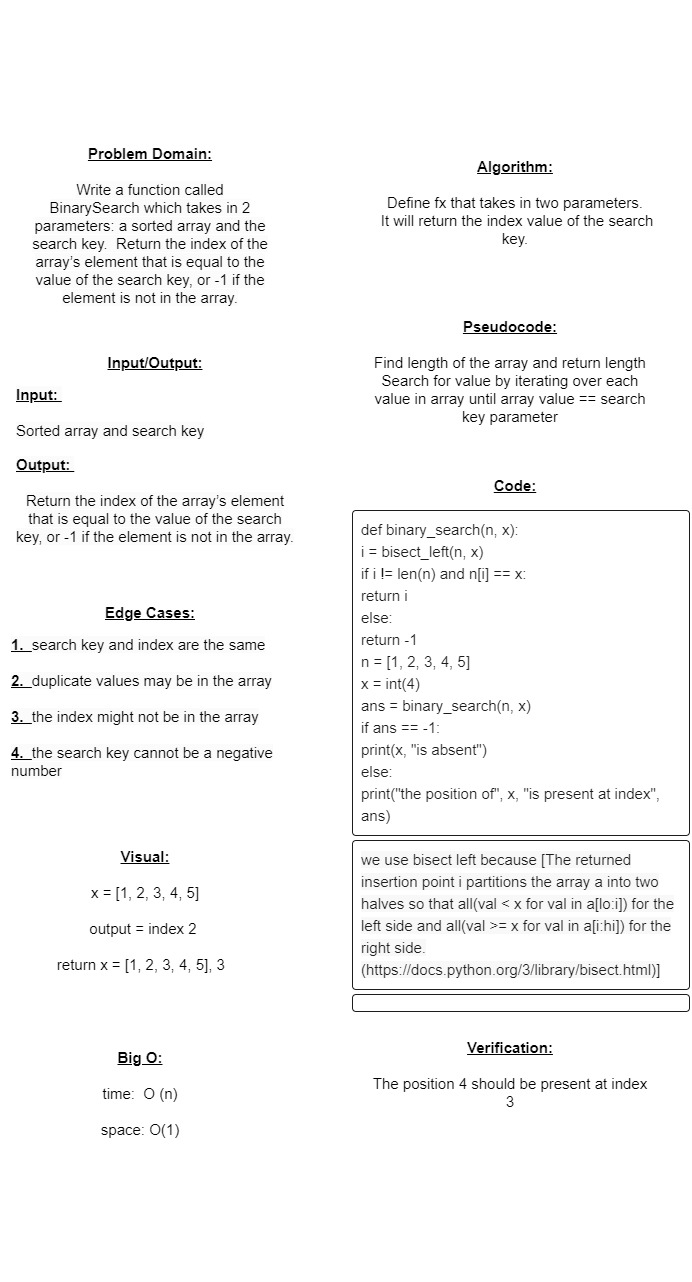 Problem Domain:
Write a function called
BinarySearch which takes in 2
parameters: a sorted array and the
search key.  Return the index of the
array's element that is equal to the
value of the search key, or -1 if the
element is not in the array.
Input/Output:
Input:
Sorted array and search key
Output:
Return the index of the array's element
that is equal to the value of the search
key, or -1 if the element is not in the array.
Edge Cases:
1.  search key and index are the same
2.  duplicate values may be in the array
3.  the index might not be in the array
4.  the search key cannot be a negative
number
Visual:
x = [1, 2, 3, 4, 5]
output = index 2
return x = [1, 2, 3, 4, 5], 3
Big O:
time:  O (n)
space: O(1)
Algorithm:
Define fx that takes in two parameters.
It will return the index value of the search
key.
Pseudocode:
Find length of the array and return length
Search for value by iterating over each
value in array until array value == search
key parameter
Code:
def binary_search(n, x):
i = bisect_left(n, x)
if i != len(n) and n[i] == x:
return i
else:
return -1
n = [1, 2, 3, 4, 5]
x = int(4)
ans = binary_search(n, x)
if ans == -1:
print(x, "is absent")
else:
print("the position of", x, "is present at index",
ans)
we use bisect left because [The returned
insertion point i partitions the array a into two
halves so that all(val < x for val in a[lo:i]) for the
left side and all(val >= x for val in a[i:hi]) for the
right side.
(https://docs.python.org/3/library/bisect.html)]
Verification:
The position 4 should be present at index
3